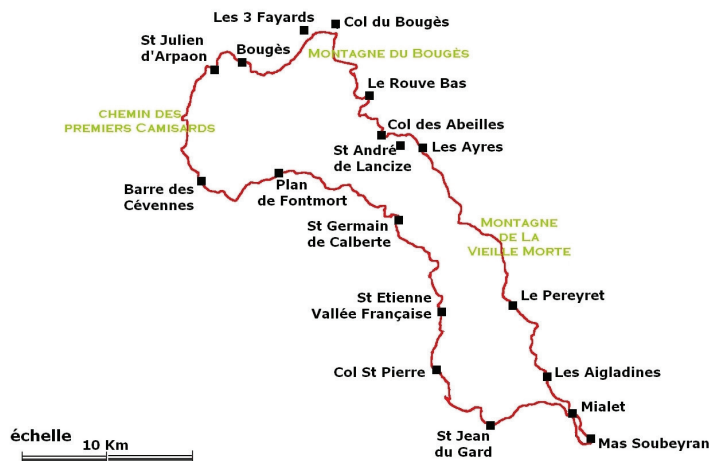 Les 3 Fayards
Col du Bougès
St Julien
d'Arpaon
Bougès
MONTAGNE DU BOUGÈS
Le Rouve Bas
CHEMIN DES
PREMIERS CAMISARDS
Col des Abeilles
St André
de Lancize
Les Ayres
Barre des
Cévennes
Plan
de Fontmort
St Germain
de Calberte
MONTAGNE
DE LA
VIEILLE MORTE
St Etienne
Vallée Française
Le Pereyret
Col St Pierre
Les Aigladines
Mialet
St Jean
du Gard
Mas Soubeyran
échelle
10 Km